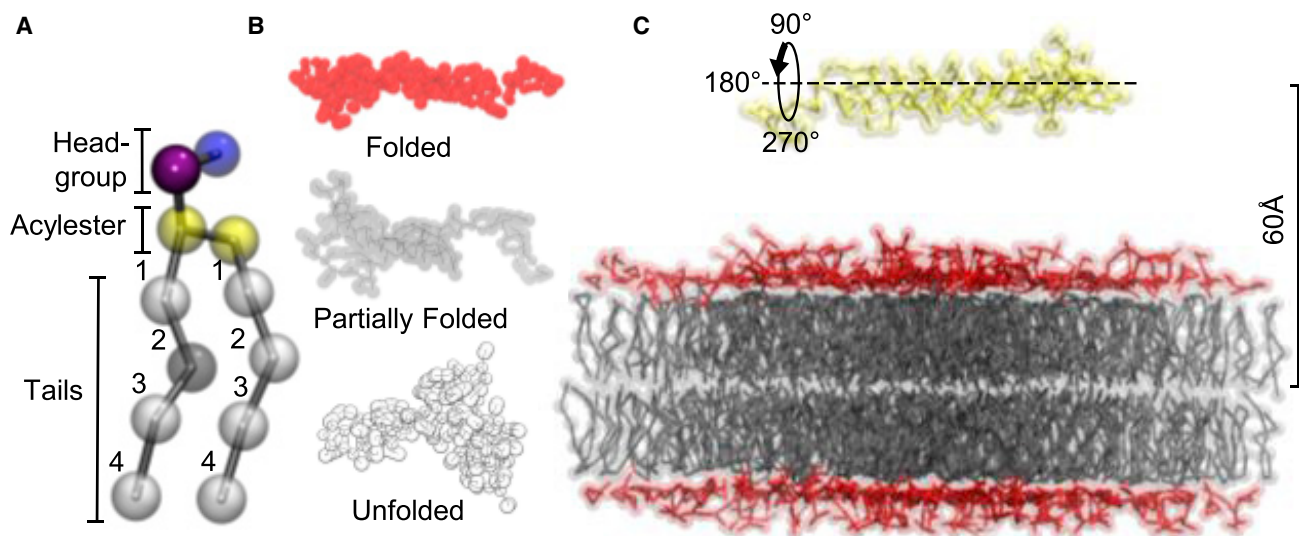 A
Head-
group
Acylester
1
1
2
2
3
3
4
4
Tails
B
Folded
Partially Folded
Unfolded
C
90°
180°
270°
60Å